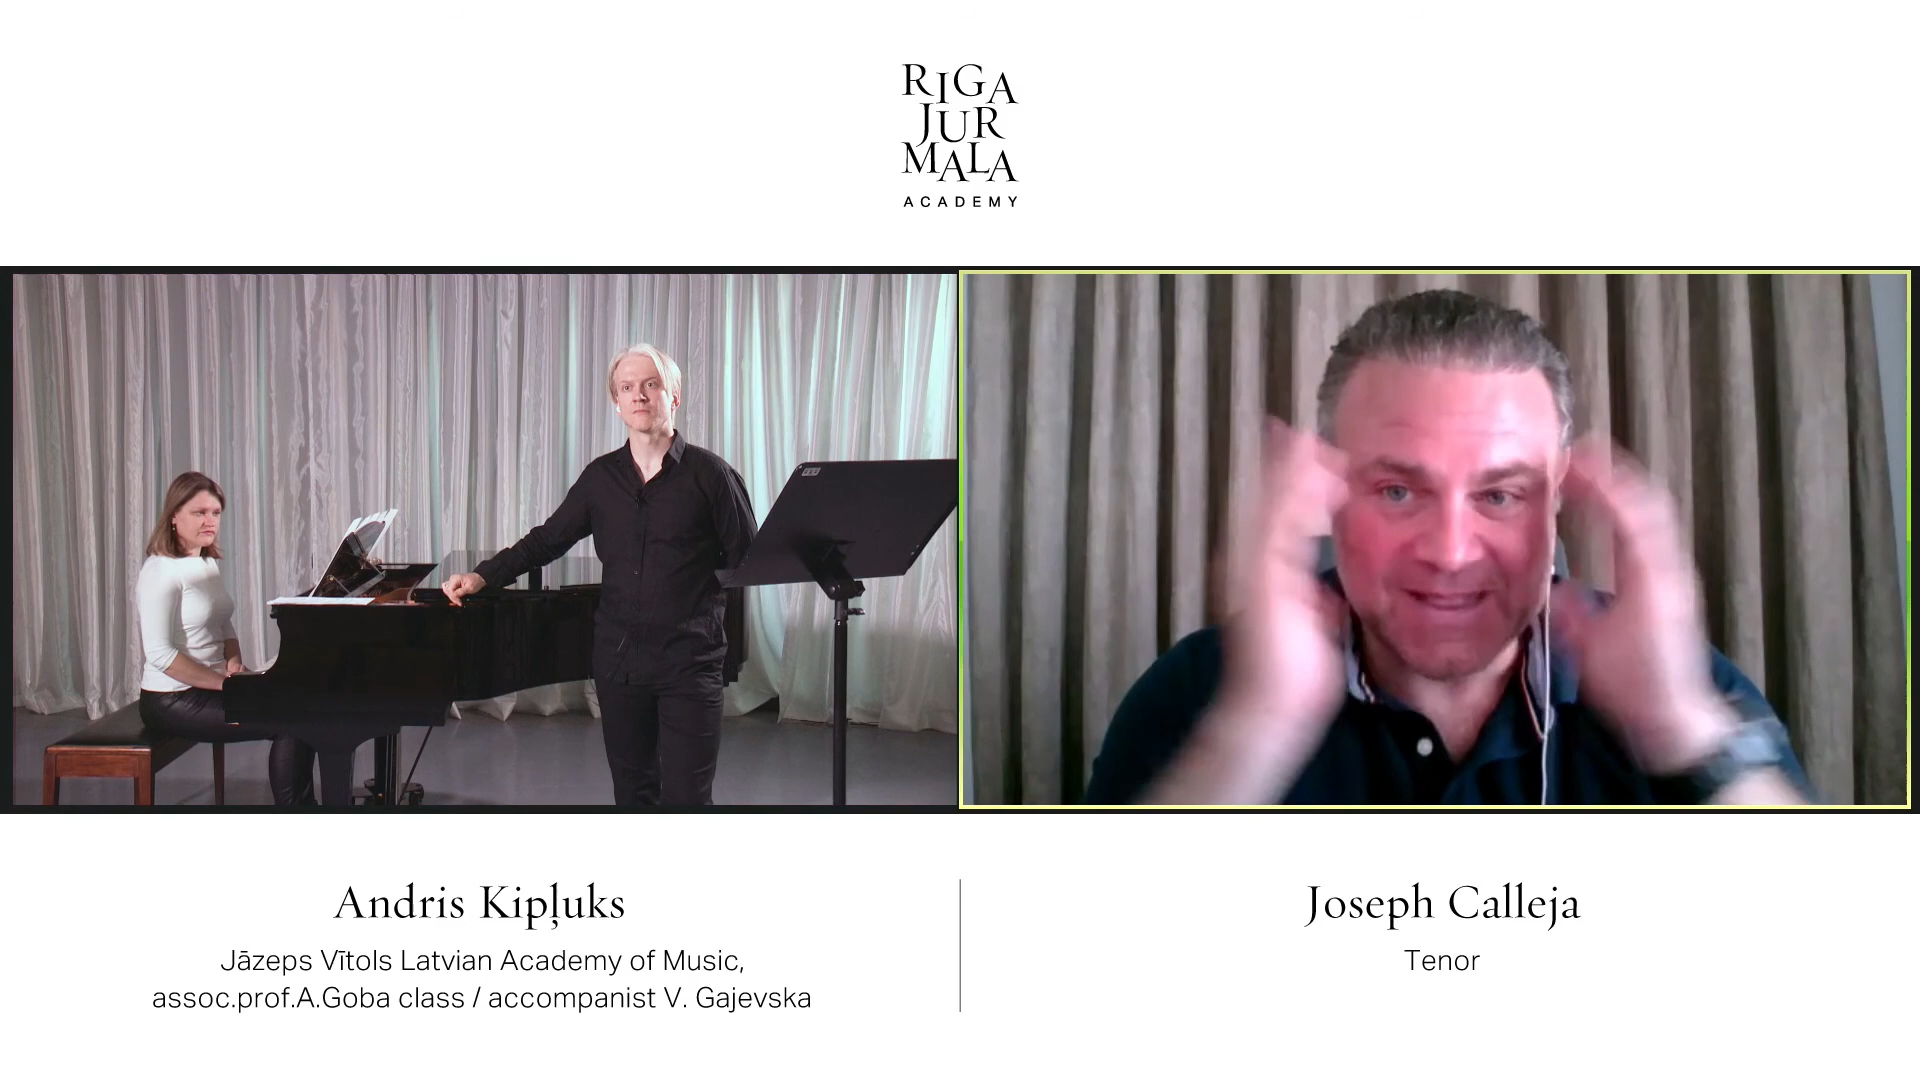 RIGA
JUR
MALA
ACADEMY
Andris Kipļuks
Jāzeps Vītols Latvian Academy of Music,
assoc.prof.A.Goba class / accompanist V. Gajevska
Joseph Calleja
Tenor